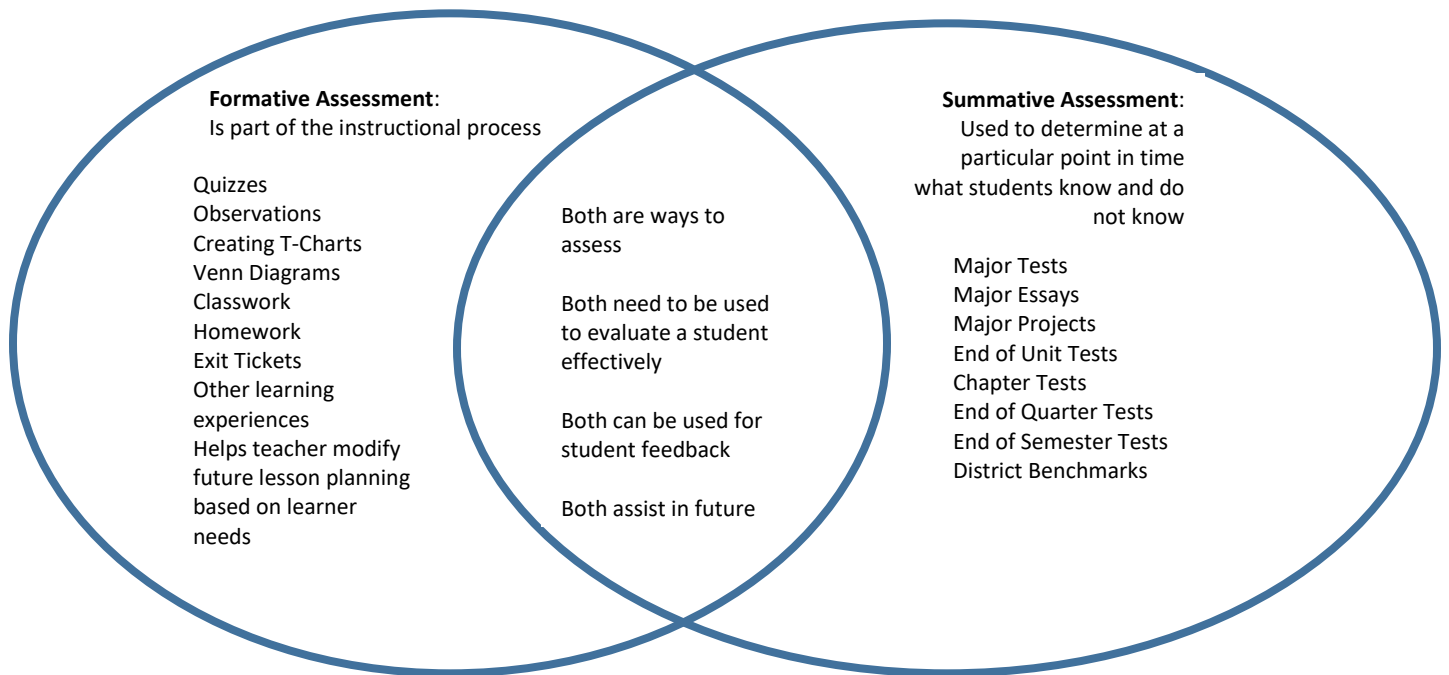 Formative Assessment:
Is part of the instructional process
Quizzes
Observations
Creating T-Charts
Venn Diagrams
Classwork
Homework
Exit Tickets
Other learning
experiences
Helps teacher modify
future lesson planning
based on learner
needs
Both are ways to
assess
Both need to be used
to evaluate a student
effectively
Both can be used for
student feedback
Both assist in future
Summative Assessment:
Used to determine at a
particular point in time
what students know and do
not know
Major Tests
Major Essays
Major Projects
End of Unit Tests
Chapter Tests
End of Quarter Tests
End of Semester Tests
District Benchmarks